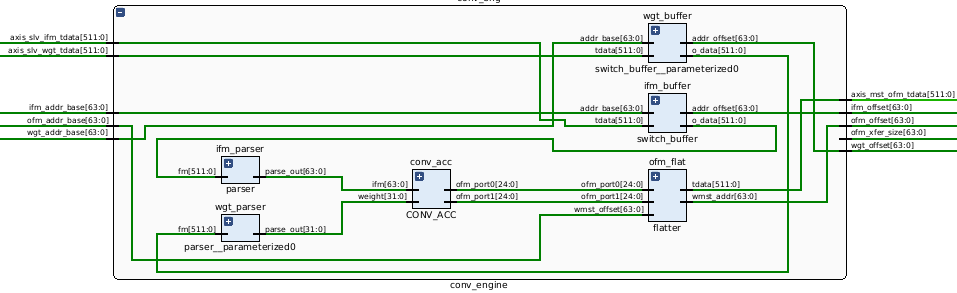 wgt_buffer
axis_slv_ifm_tdata[511:0]
addr_base[63:0]
addr_offset[63:0]
axis_slv_wgt_tdata[511:0]
tdata[511:0]
o_data[511:0]
switch_buffer__parameterized0
ifm_buffer
axis_mst_ofm_tdata[511:0]
ifm_addr_base[63:0]
addr_base[63:0]
addr_offset[63:0]
ifm_offset[63:0]
ofm_addr_base[63:0]
tdata[511:0]
o_data[511:0]
ofm_offset[63:0]
wgt_addr_base[63:0]
switch_buffer
ofm_xfer_size[63:0]
wgt_offset[63:0]
ifm_parser
conv_acc
ofm_flat
fm[511:0]
parse_out[63:0]
parser
ifm[63:0]
ofm_port0[24:0]
ofm_port0[24:0]
tdata[511:0]
weight[31:0]
ofm_port1[24:0]
ofm_port1[24:0]
wmst_addr[63:0]
wgt_parser
CONV_ACC
wmst_offset[63:0]
fm[511:0]
parse_out[31:0]
flatter
parser__parameterized0
conv_engine